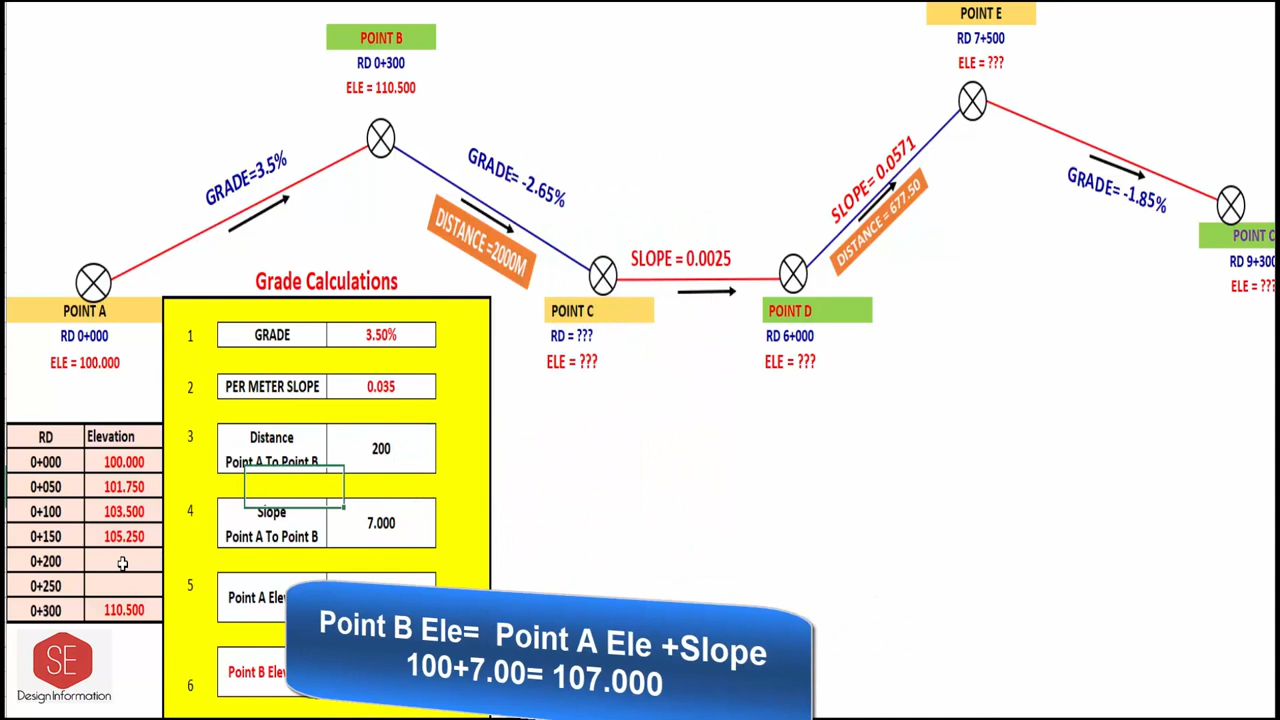 POINT E
RD 7+500
ELE = ???
POINT B
RD 0+300
ELE = 110.500
GRADE=3.5%
GRADE= -2.65%
DISTANCE =2000M
SLOPE = 0.0571
DISTANCE = 677.50
GRADE= -1.85%
SLOPE = 0.0025
POINT A
RD 0+000
ELE = 100.000
POINT C
RD = ???
ELE = ???
POINT D
RD 6+000
ELE = ???
POINT
RD 9+300
ELE = ???
Grade Calculations
1 GRADE 3.50%
2 PER METER SLOPE 0.035
3 Distance
Point A To Point B 200
4 Slope
Point A To Point B 7.000
5 Point A
6 Point B
RD Elevation
0+000 100.000
0+050 101.750
0+100 103.500
0+150 105.250
0+200
0+250
0+300 110.500
Point B Ele= Point A Ele +Slope
100+7.00= 107.000
SE
Design Information